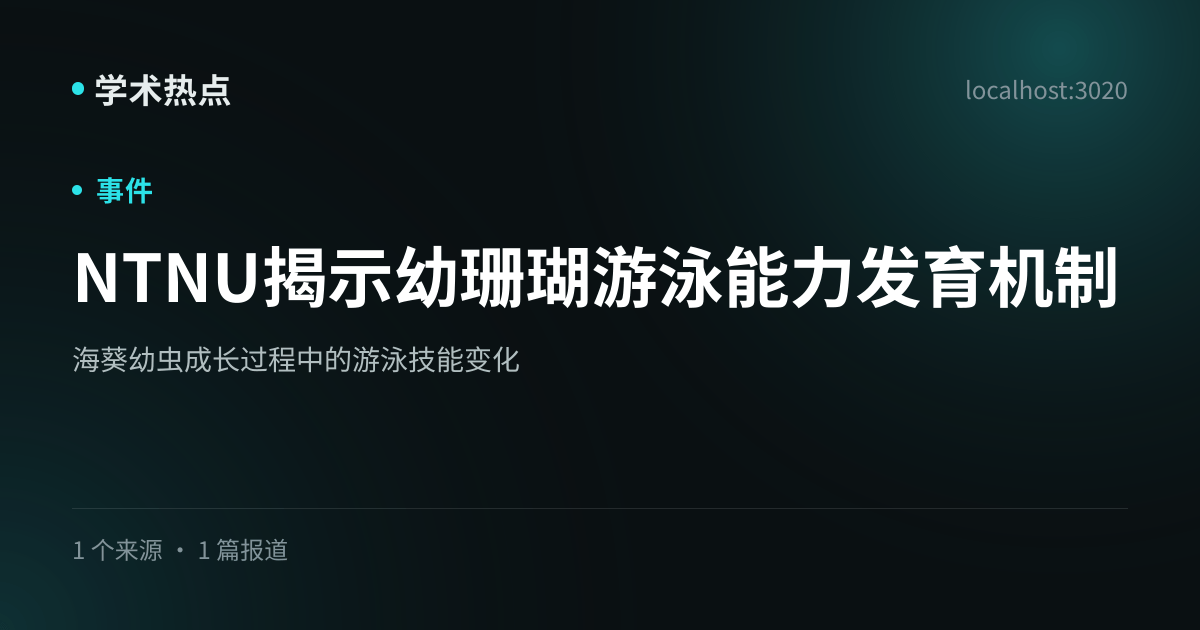 学术热点
localhost:3020
事件
NTNU揭示幼珊瑚游泳能力发育机制
海葵幼虫成长过程中的游泳技能变化
1 个来源 · 1 篇报道